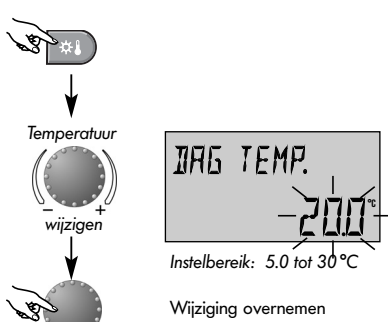 Temperatuur
- +
wijzigen
DAG TEMP.
20.0 °C
Instelbereik: 5.0 tot 30°C
Wijziging overnemen